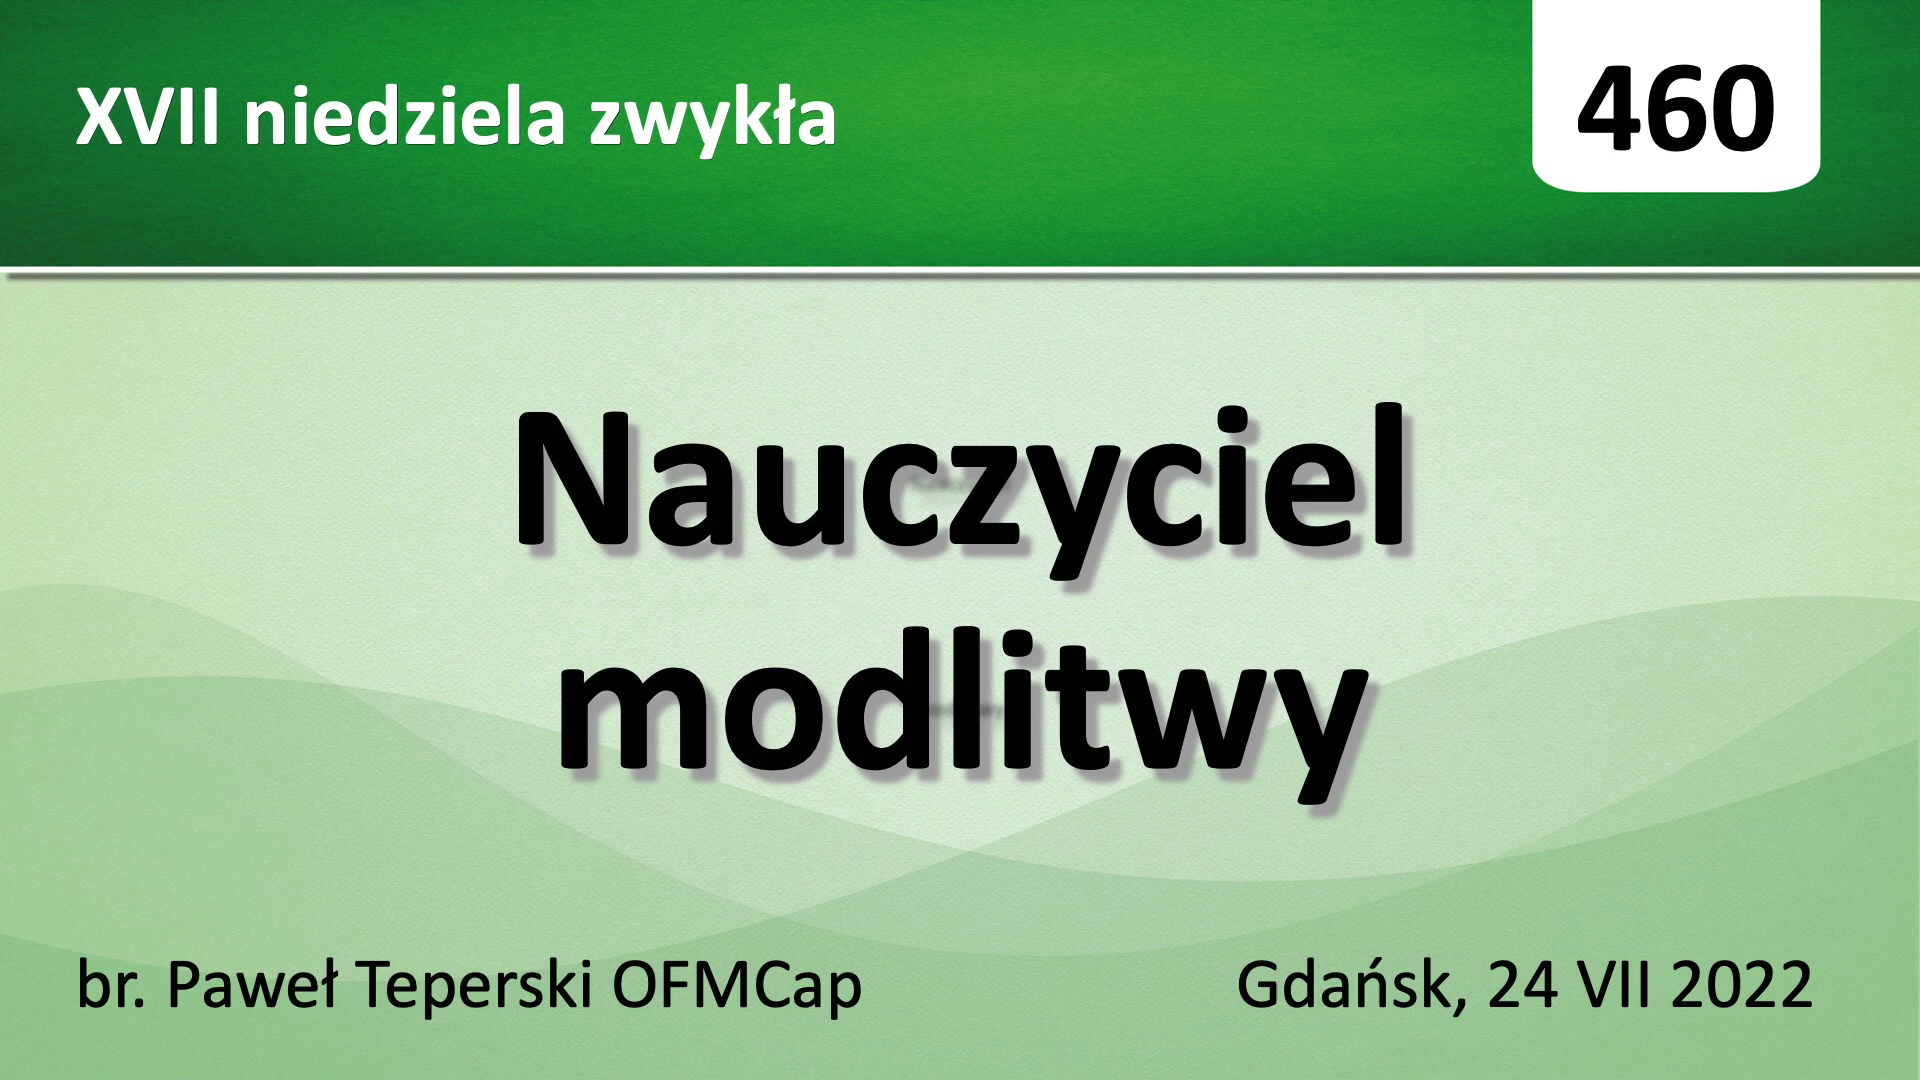 XVII niedziela zwykła
460
Nauczyciel
modlitwy
br. Paweł Teperski OFMCap
Gdańsk, 24 VII 2022